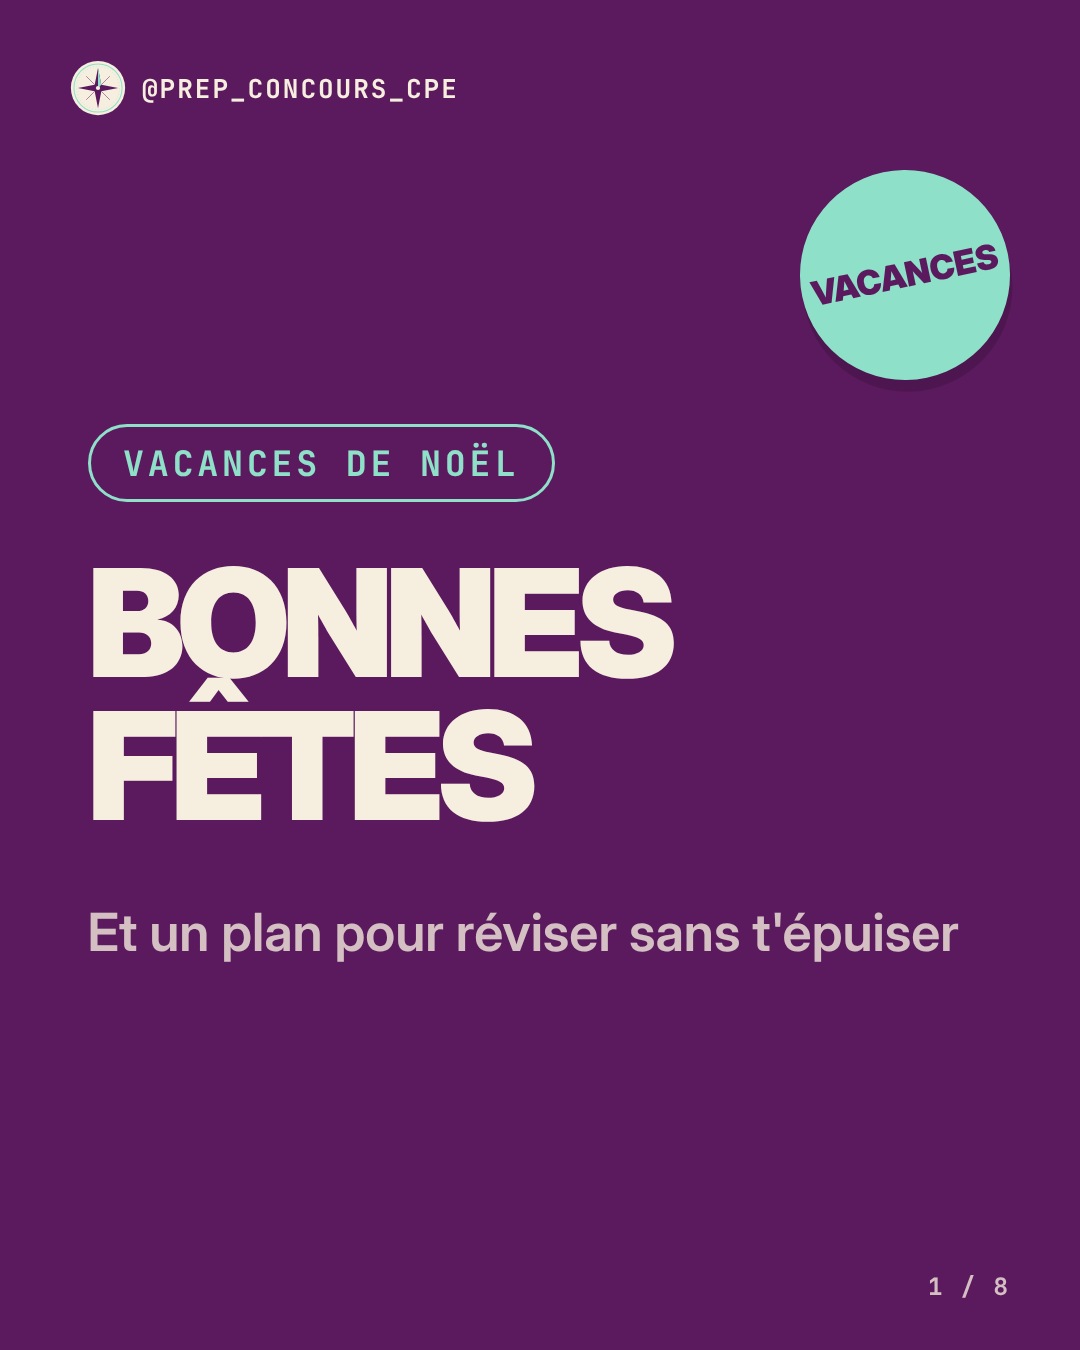 @PREP_CONCOURS_CPE
VACANCES
VACANCES DE NOËL
BONNES
FÊTES
Et un plan pour réviser sans t'épuiser
1 / 8